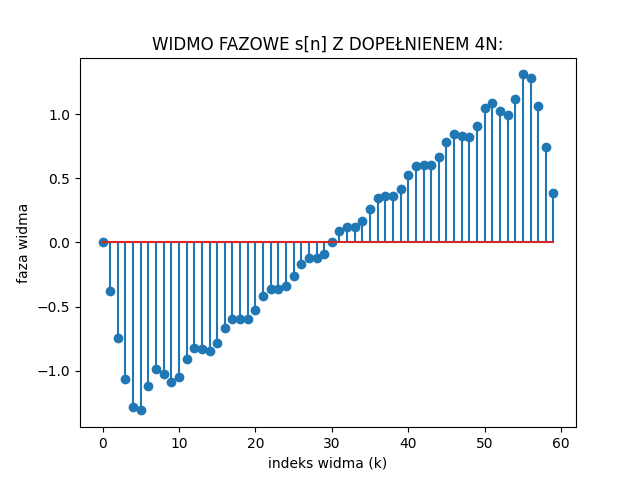 WIDMO FAZOWE s[n] Z DOPEŁNIENEM 4N:
1.0
0.5
0.0
−0.5
−1.0
faza widma
0 10 20 30 40 50 60
indeks widma (k)